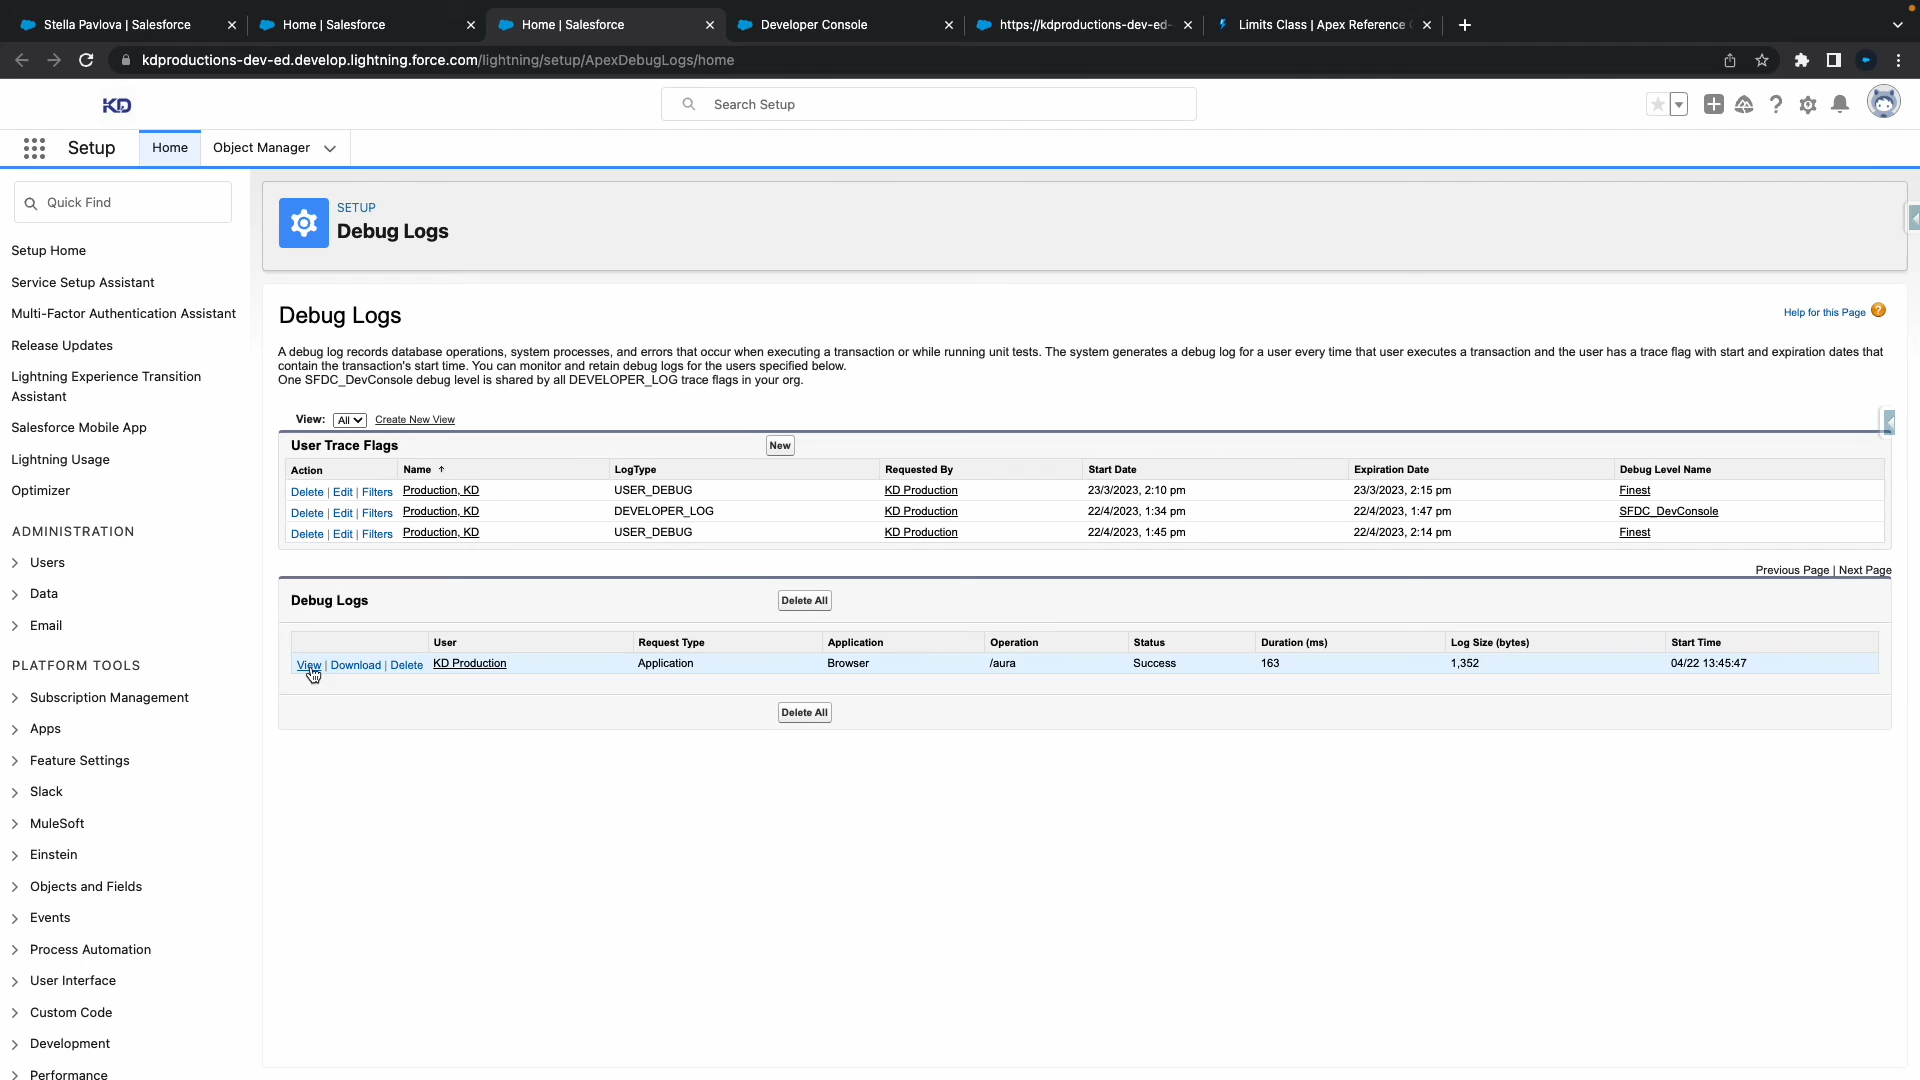 Stella Pavlova | Salesforce
Home | Salesforce
Home | Salesforce
Developer Console
https://kdproductions-dev-ed-
Limits Class | Apex Reference
kdproductions-dev-ed.develop.lightning.force.com/lightning/setup/ApexDebugLogs/home
KD
Search Setup
Setup
Home
Object Manager
Quick Find
Setup Home
Service Setup Assistant
Multi-Factor Authentication Assistant
Release Updates
Lightning Experience Transition
Assistant
Salesforce Mobile App
Lightning Usage
Optimizer
ADMINISTRATION
Users
Data
Email
PLATFORM TOOLS
Subscription Management
Apps
Feature Settings
Slack
MuleSoft
Einstein
Objects and Fields
Events
Process Automation
User Interface
Custom Code
Development
Performance
SETUP
Debug Logs
Debug Logs
Help for this Page ?
A debug log records database operations, system processes, and errors that occur when executing a transaction or while running unit tests. The system generates a debug log for a user every time that user executes a transaction and the user has a trace flag with start and expiration dates that
contain the transaction's start time. You can monitor and retain debug logs for the users specified below.
One SFDC_DevConsole debug level is shared by all DEVELOPER_LOG trace flags in your org.
View: All Create New View
User Trace Flags New
Action Name ↑ LogType Requested By Start Date Expiration Date Debug Level Name
Delete | Edit | Filters Production, KD USER_DEBUG KD Production 23/3/2023, 2:10 pm 23/3/2023, 2:15 pm Finest
Delete | Edit | Filters Production, KD DEVELOPER_LOG KD Production 22/4/2023, 1:34 pm 22/4/2023, 1:47 pm SFDC_DevConsole
Delete | Edit | Filters Production, KD USER_DEBUG KD Production 22/4/2023, 1:45 pm 22/4/2023, 2:14 pm Finest
Previous Page | Next Page
Debug Logs Delete All
User Request Type Application Operation Status Duration (ms) Log Size (bytes) Start Time
View | Download | Delete KD Production Application Browser /aura Success 163 1,352 04/22 13:45:47
Delete All